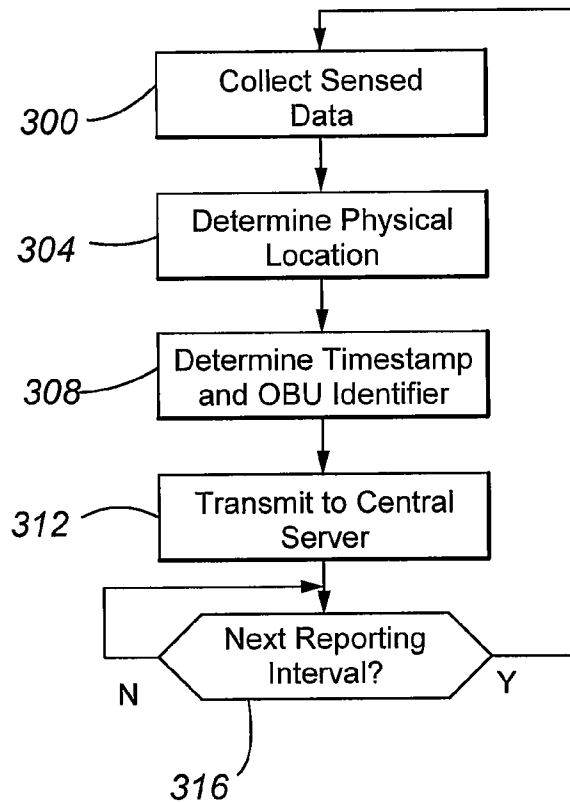 Collect Sensed
Data
300
Determine Physical
Location
304
Determine Timestamp
and OBU Identifier
308
Transmit to Central
Server
312
Next Reporting
Interval?
N
Y
316